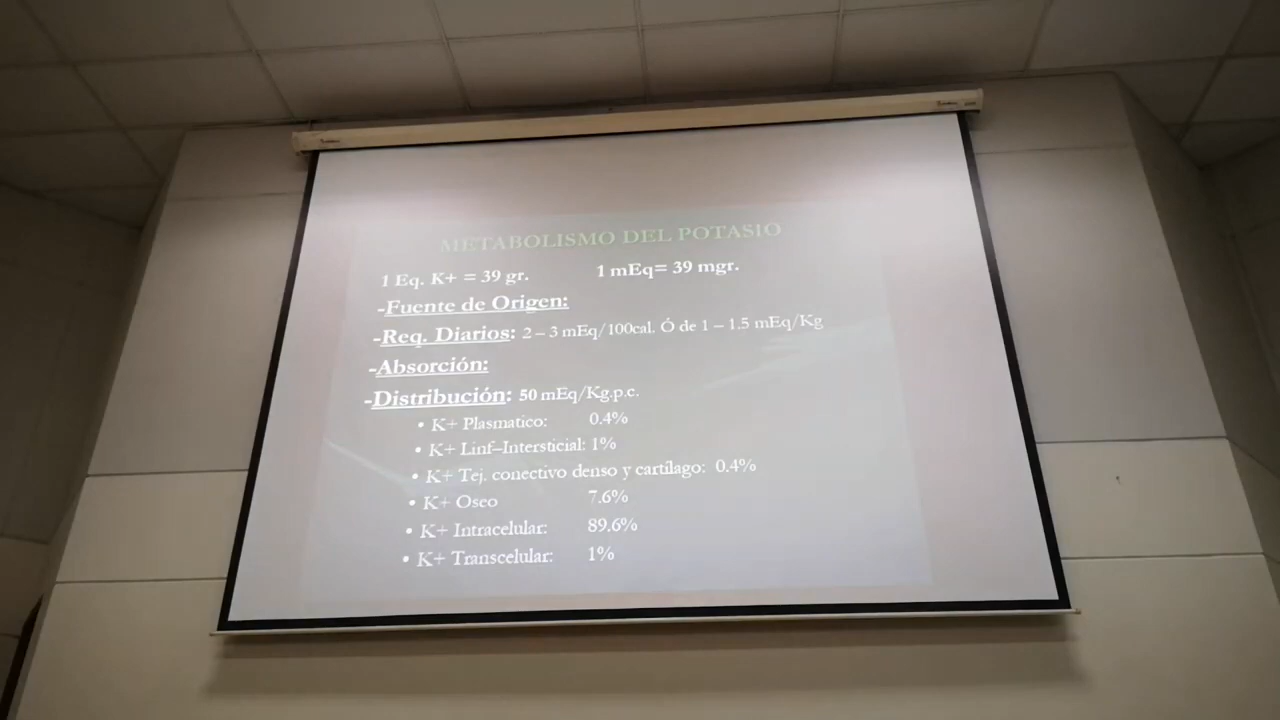 METABOLISMO DEL POTASIO
1 Eq. K+ = 39 gr. 1 mEq= 39 mgr.
-Fuente de Origen:
-Req. Diarios: 2 – 3 mEq/100cal. Ó de 1 – 1.5 mEq/Kg
-Absorción:
-Distribución: 50 mEq/Kg.p.c.
• K+ Plasmatico: 0.4%
• K+ Linf–Intersticial: 1%
• K+ Tej. conectivo denso y cartílago: 0.4%
• K+ Oseo 7.6%
• K+ Intracelular: 89.6%
• K+ Transcelular: 1%